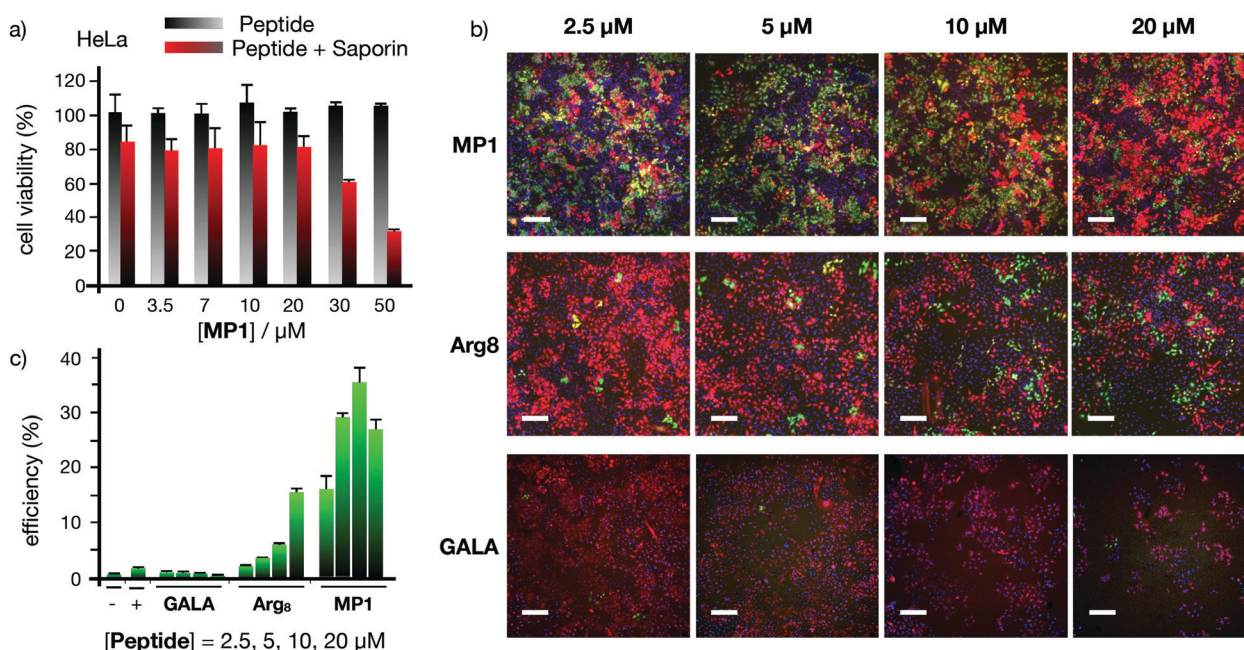 a)
HeLa
Peptide
Peptide + Saporin
cell viability (%)
120
100
80
60
40
20
0
0 3.5 7 10 20 30 50
[MP1] / µM
b)
2.5 µM 5 µM 10 µM 20 µM
MP1
Arg8
GALA
c)
efficiency (%)
40
30
20
10
0
- + GALA Arg8 MP1
[Peptide] = 2.5, 5, 10, 20 µM